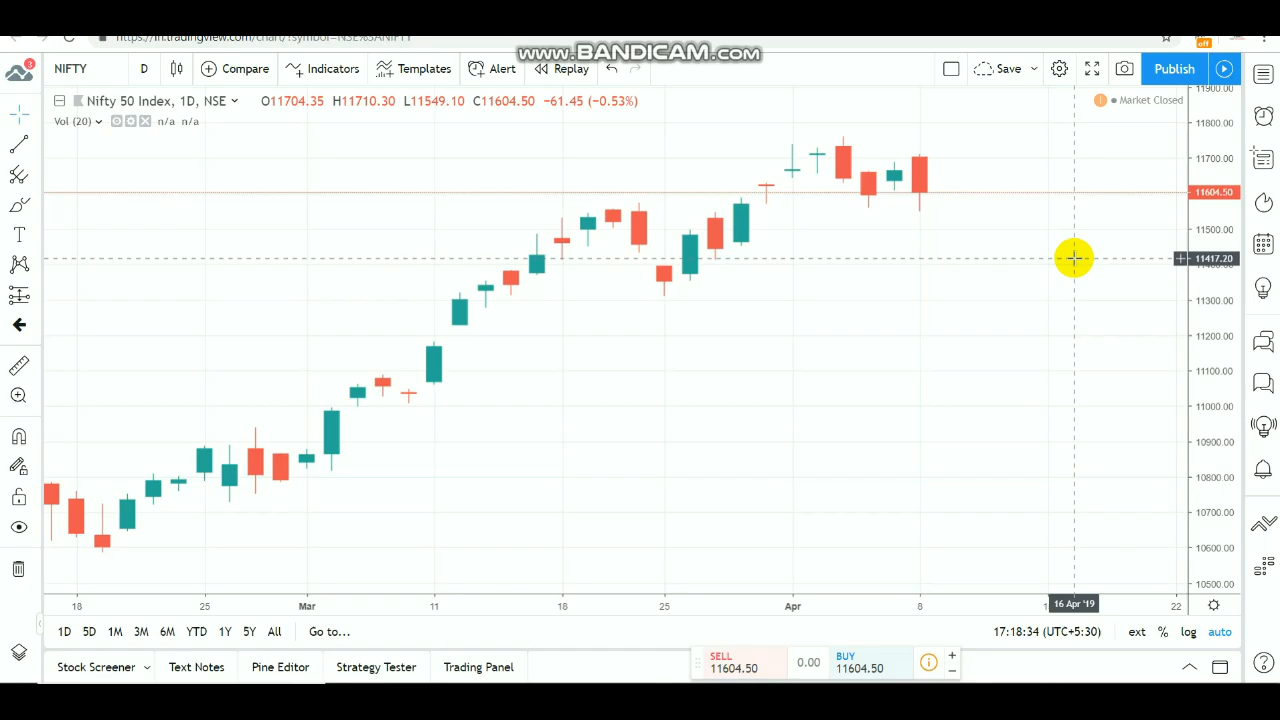 https://in.tradingview.com/chart/?symbol=NSE%3ANIFTY
off
www.BANDICAM.com
3
NIFTY D Compare Indicators Templates Alert Replay Save Publish
Nifty 50 Index, 1D, NSE O11704.35 H11710.30 L11549.10 C11604.50 −61.45 (−0.53%)
Market Closed
Vol (20) n/a n/a
11900.00
11800.00
11700.00
11604.50
11500.00
11417.20
11300.00
11200.00
11100.00
11000.00
10900.00
10800.00
10700.00
10600.00
10500.00
18 25 Mar 11 18 25 Apr 8 16 Apr '19 22
1D 5D 1M 3M 6M YTD 1Y 5Y All Go to... 17:18:34 (UTC+5:30) ext % log auto
Stock Screener Text Notes Pine Editor Strategy Tester Trading Panel
SELL
11604.50
0.00
BUY
11604.50